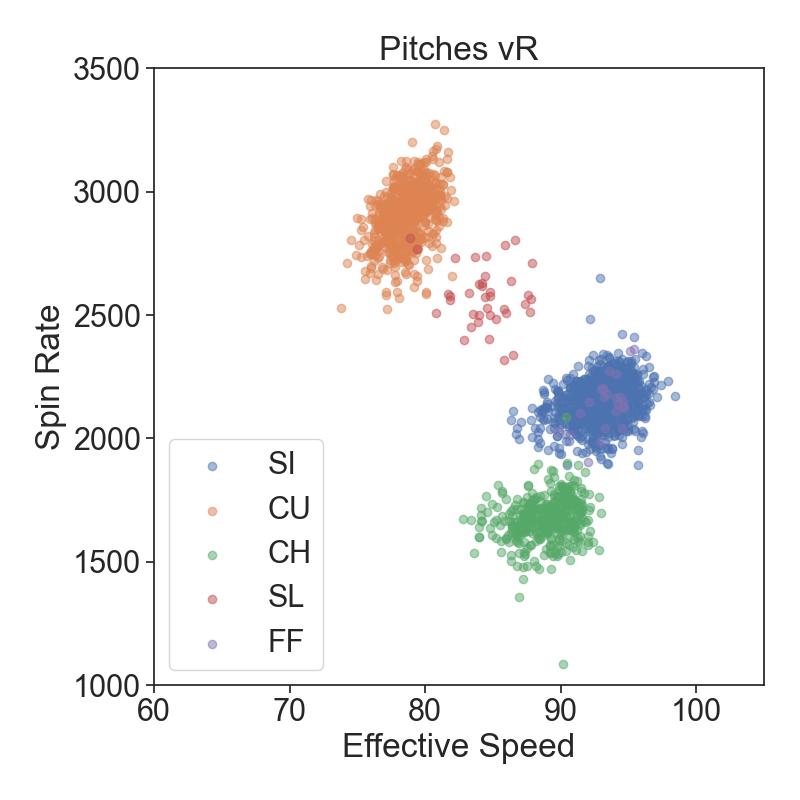 Pitches vR
3500
3000
2500
2000
1500
1000
Spin Rate
SI
CU
CH
SL
FF
60 70 80 90 100
Effective Speed